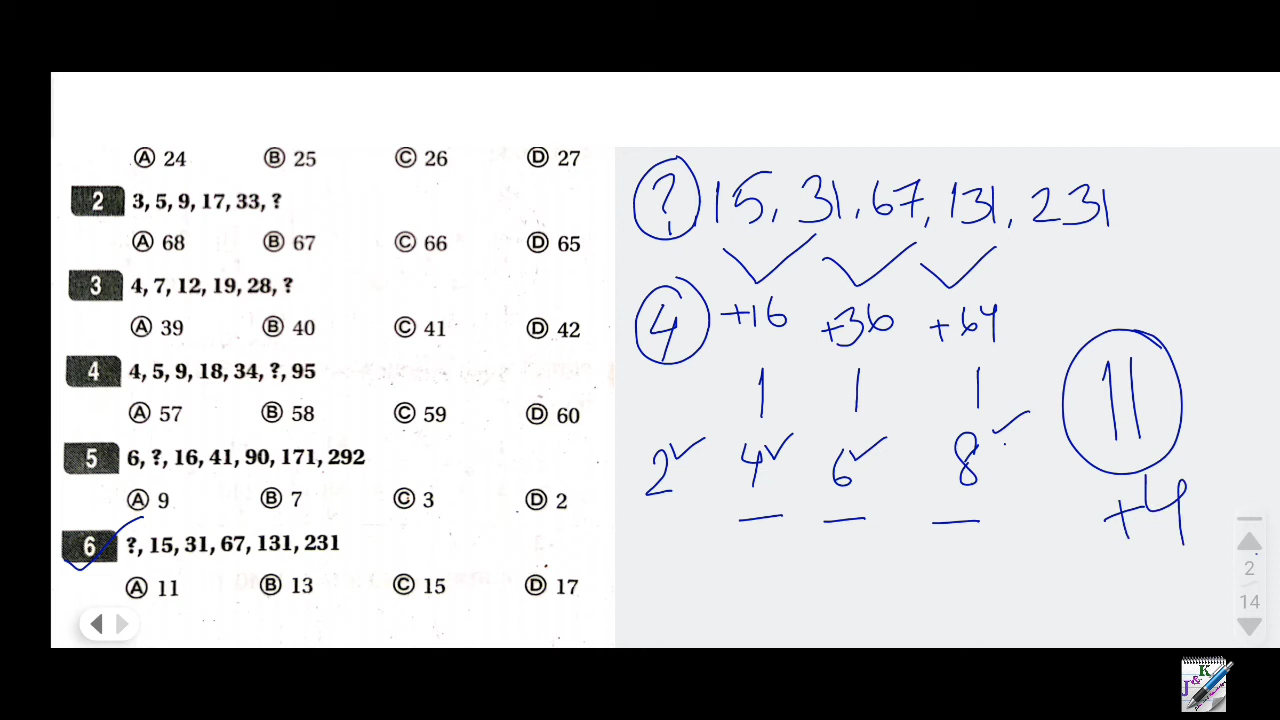 Ⓐ 24 Ⓑ 25 Ⓒ 26 Ⓓ 27
2 3, 5, 9, 17, 33, ?
Ⓐ 68 Ⓑ 67 Ⓒ 66 Ⓓ 65
3 4, 7, 12, 19, 28, ?
Ⓐ 39 Ⓑ 40 Ⓒ 41 Ⓓ 42
4 4, 5, 9, 18, 34, ?, 95
Ⓐ 57 Ⓑ 58 Ⓒ 59 Ⓓ 60
5 6, ?, 16, 41, 90, 171, 292
Ⓐ 9 Ⓑ 7 Ⓒ 3 Ⓓ 2
6 ?, 15, 31, 67, 131, 231
Ⓐ 11 Ⓑ 13 Ⓒ 15 Ⓓ 17
? 15, 31, 67, 131, 231
4 +16 +36 +64
1 1 1
2 4 6 8
11
+4
2
14
J&K